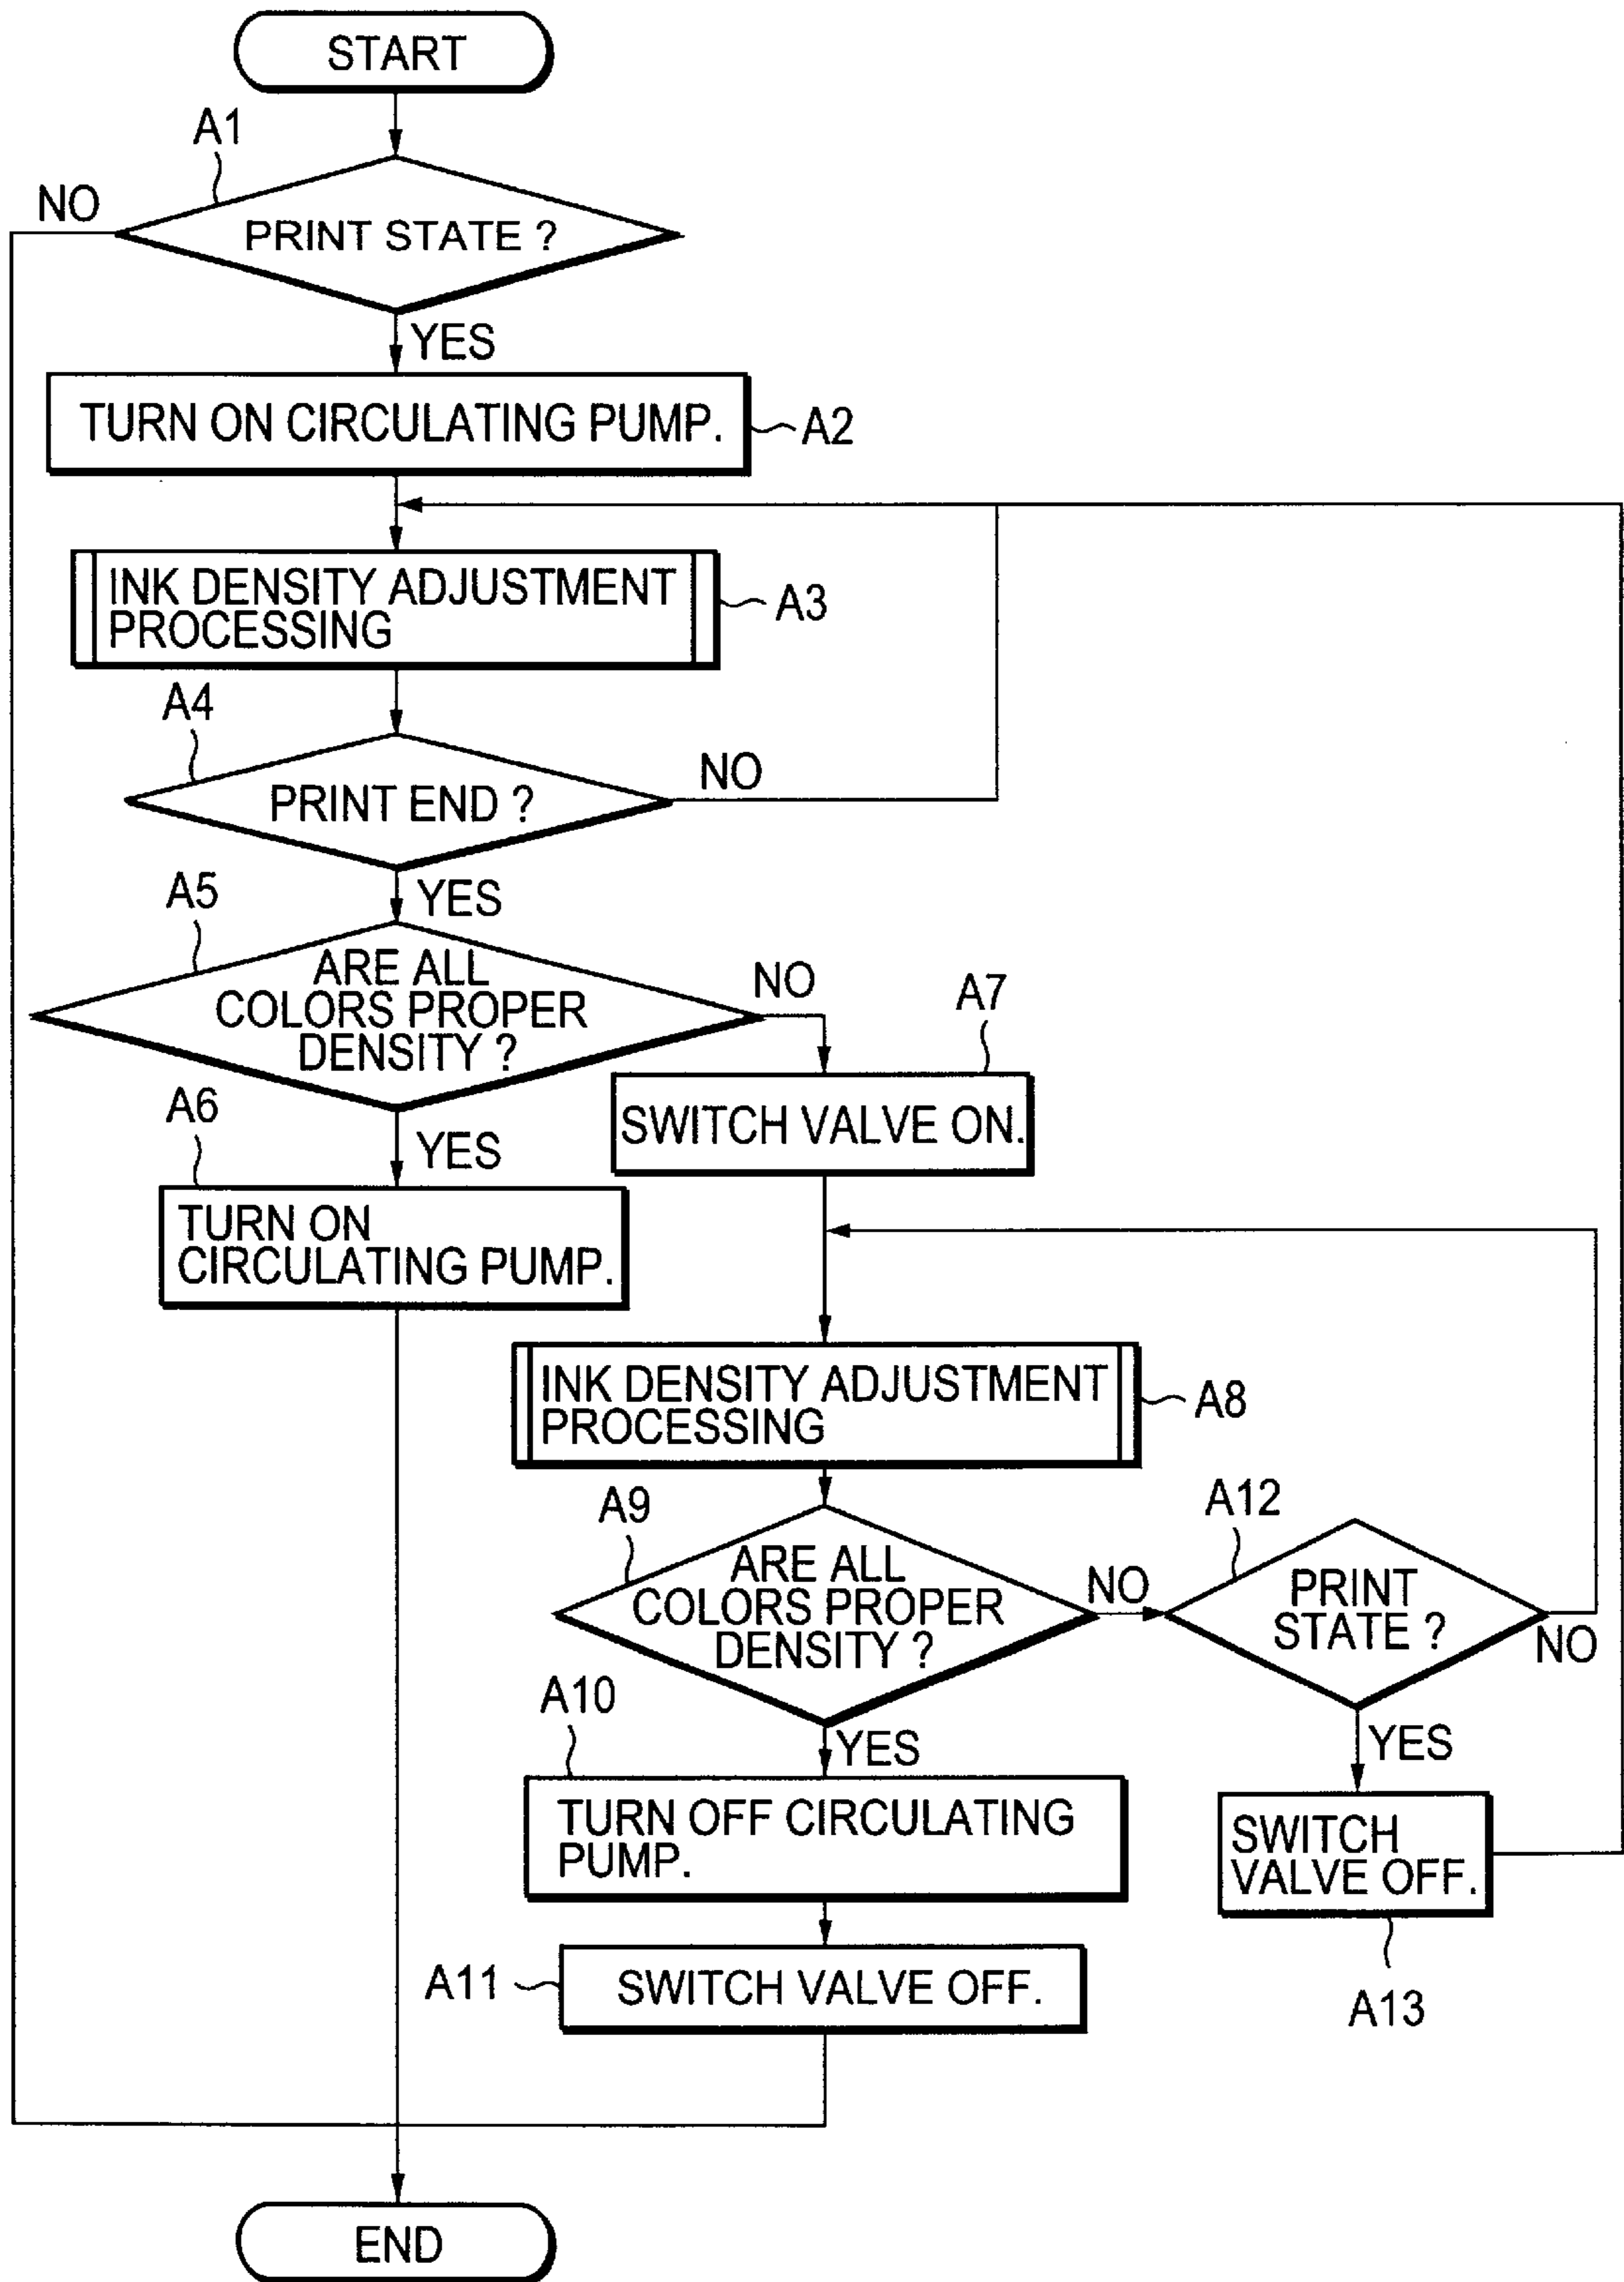 START
A1
NO
PRINT STATE ?
YES
TURN ON CIRCULATING PUMP.
A2
INK DENSITY ADJUSTMENT
PROCESSING
A3
A4
PRINT END ?
NO
YES
A5
ARE ALL
COLORS PROPER
DENSITY ?
NO
A7
SWITCH VALVE ON.
YES
A6
TURN ON
CIRCULATING PUMP.
INK DENSITY ADJUSTMENT
PROCESSING
A8
A9
ARE ALL
COLORS PROPER
DENSITY ?
NO
A12
PRINT
STATE ?
NO
YES
A10
TURN OFF CIRCULATING
PUMP.
YES
SWITCH
VALVE OFF.
A13
A11
SWITCH VALVE OFF.
END